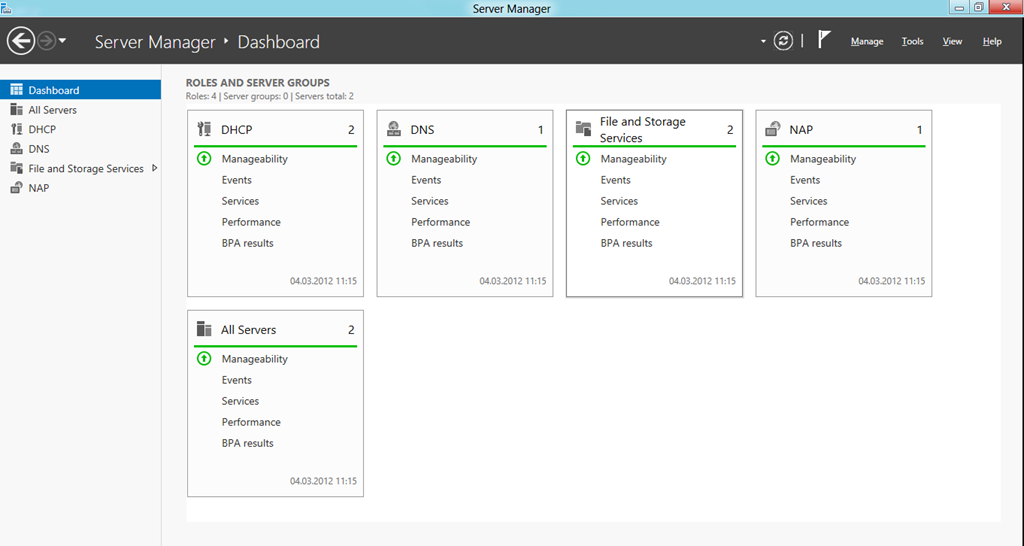 Server Manager
Server Manager ‣ Dashboard
Manage Tools View Help
Dashboard
All Servers
DHCP
DNS
File and Storage Services
NAP
ROLES AND SERVER GROUPS
Roles: 4 | Server groups: 0 | Servers total: 2
DHCP 2
Manageability
Events
Services
Performance
BPA results
04.03.2012 11:15
DNS 1
Manageability
Events
Services
Performance
BPA results
04.03.2012 11:15
File and Storage
Services 2
Manageability
Events
Services
Performance
BPA results
04.03.2012 11:15
NAP 1
Manageability
Events
Services
Performance
BPA results
04.03.2012 11:15
All Servers 2
Manageability
Events
Services
Performance
BPA results
04.03.2012 11:15